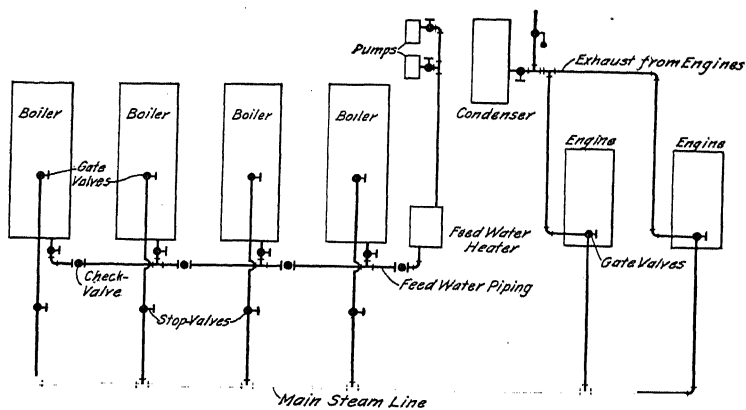 Pumps
Exhaust from Engines
Boiler
Boiler
Boiler
Boiler
Condenser
Engine
Engine
Gate
Valves
Feed Water
Heater
Gate Valves
Check-
Valve
Feed Water Piping
Stop-Valves
Main Steam Line